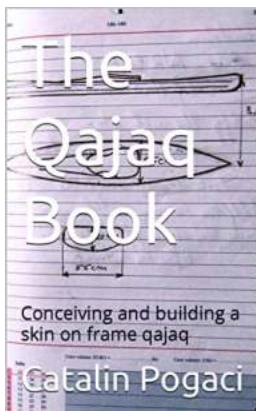 The
Qajaq
Book
Conceiving and building a
skin on frame qajaq
Catalin Pogaci